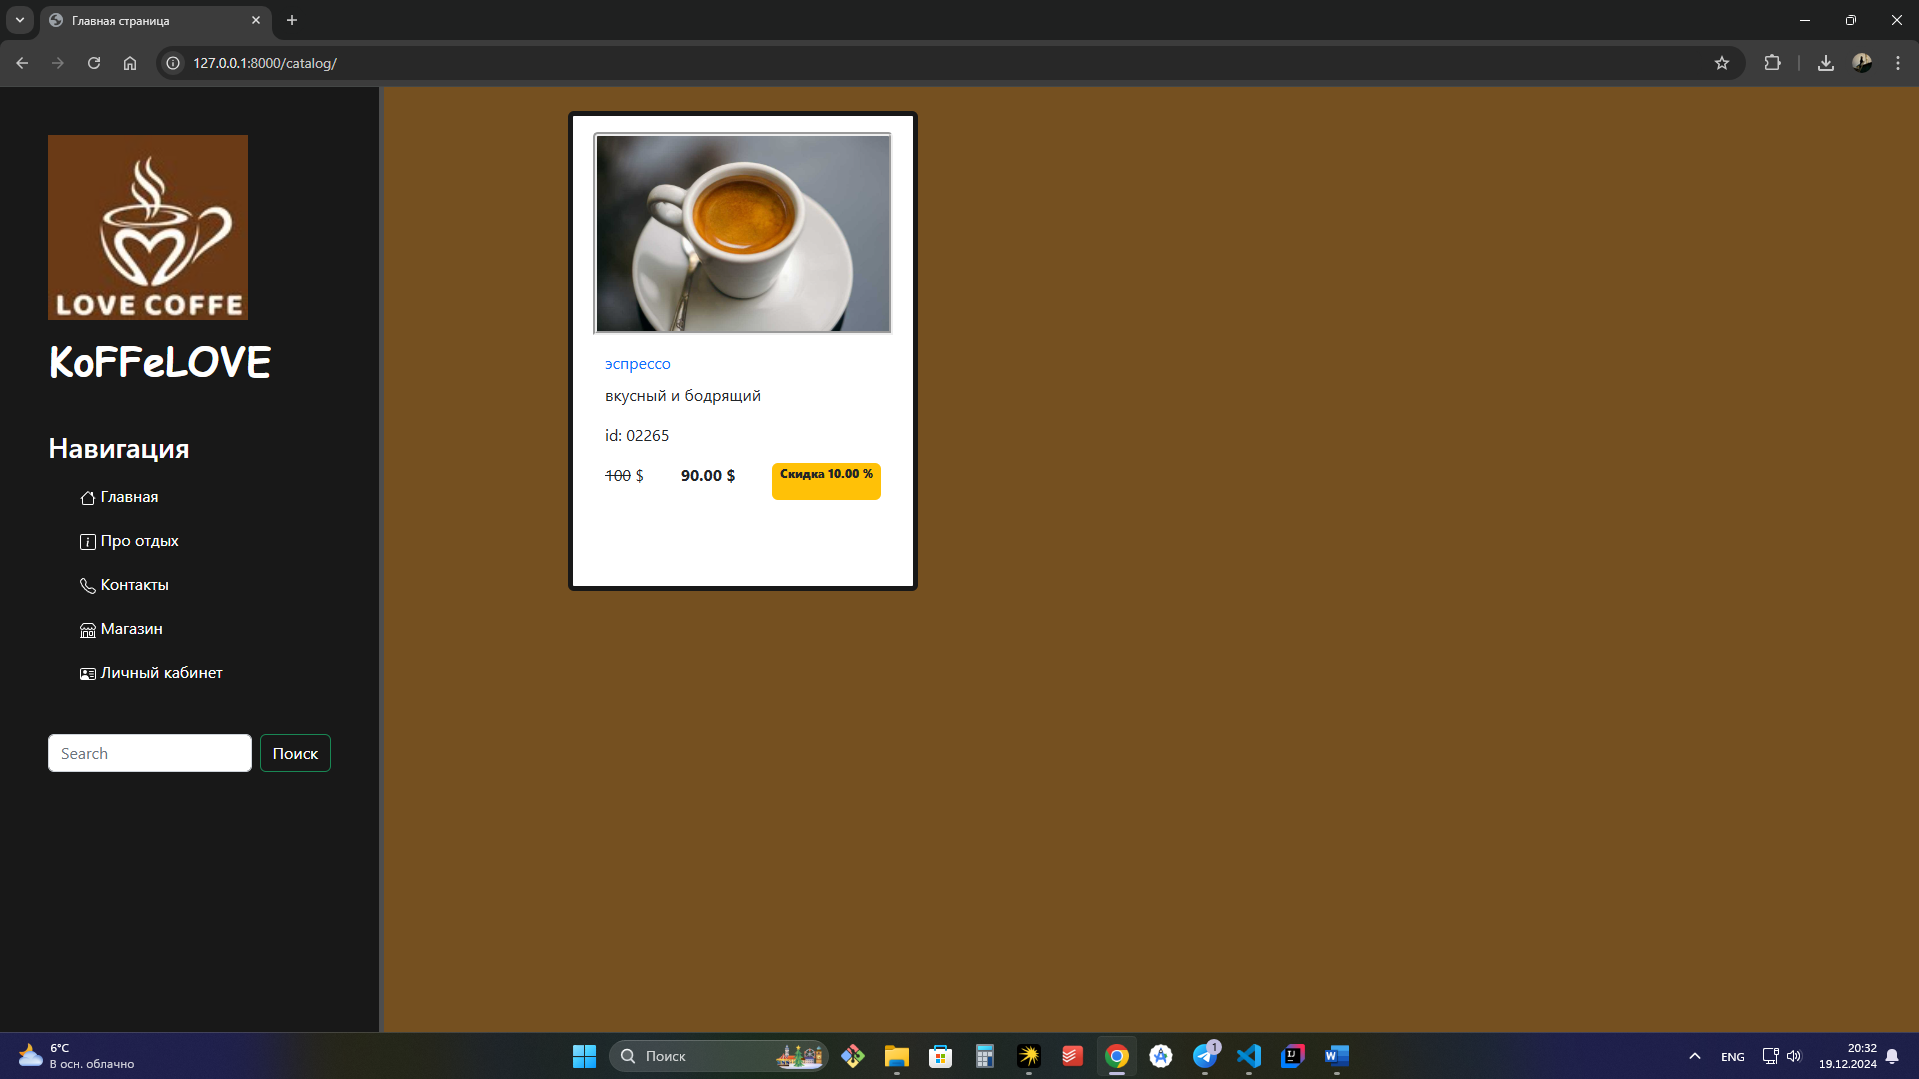 Главная страница
127.0.0.1:8000/catalog/
LOVE COFFE
KoFFeLOVE
Навигация
Главная
Про отдых
Контакты
Магазин
Личный кабинет
Search
Поиск
эспрессо
вкусный и бодрящий
id: 02265
100 $ 90.00 $ Скидка 10.00 %
6°C
В осн. облачно
Поиск
1
ENG
20:32
19.12.2024